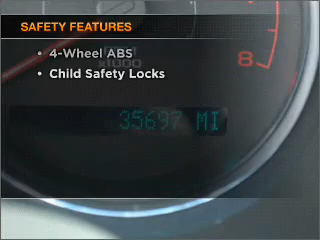 SAFETY FEATURES
• 4-Wheel ABS
• Child Safety Locks
x1000
8
35697 MI